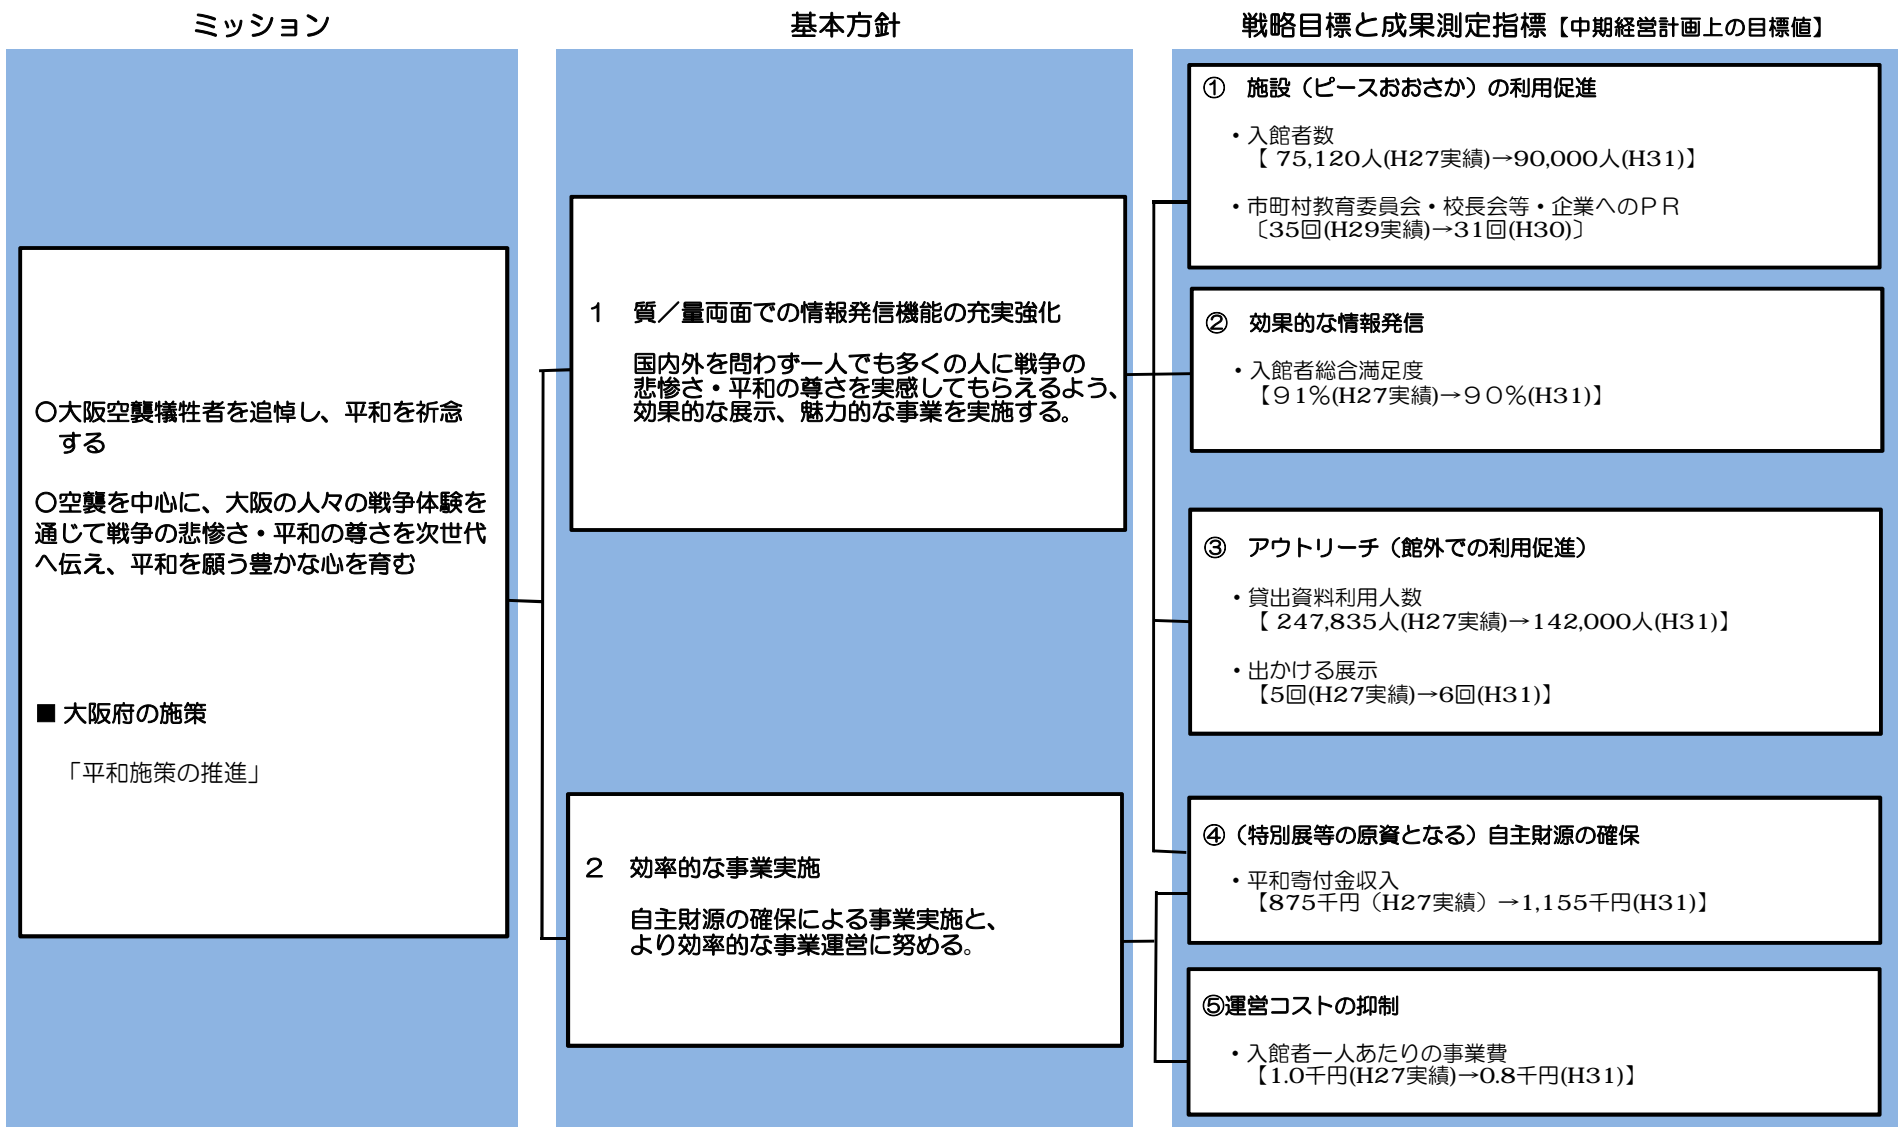 ミッション
○大阪空襲犠牲者を追悼し、平和を祈念
する
○空襲を中心に、大阪の人々の戦争体験を
通じて戦争の悲惨さ・平和の尊さを次世代
へ伝え、平和を願う豊かな心を育む
■ 大阪府の施策
「平和施策の推進」
基本方針
１　質／量両面での情報発信機能の充実強化
国内外を問わず一人でも多くの人に戦争の
悲惨さ・平和の尊さを実感してもらえるよう、
効果的な展示、魅力的な事業を実施する。
２　効率的な事業実施
自主財源の確保による事業実施と、
より効率的な事業運営に努める。
戦略目標と成果測定指標【中期経営計画上の目標値】
①　施設（ピースおおさか）の利用促進
・入館者数
【 75,120人(H27実績)→90,000人(H31)】
・市町村教育委員会・校長会等・企業へのＰＲ
〔35回(H29実績)→31回(H30)〕
②　効果的な情報発信
・入館者総合満足度
【９１％(H27実績)→９０％(H31)】
③　アウトリーチ（館外での利用促進）
・貸出資料利用人数
【 247,835人(H27実績)→142,000人(H31)】
・出かける展示
【5回(H27実績)→6回(H31)】
④（特別展等の原資となる）自主財源の確保
・平和寄付金収入
【875千円（H27実績）→1,155千円(H31)】
⑤運営コストの抑制
・入館者一人あたりの事業費
【1.0千円(H27実績)→0.8千円(H31)】